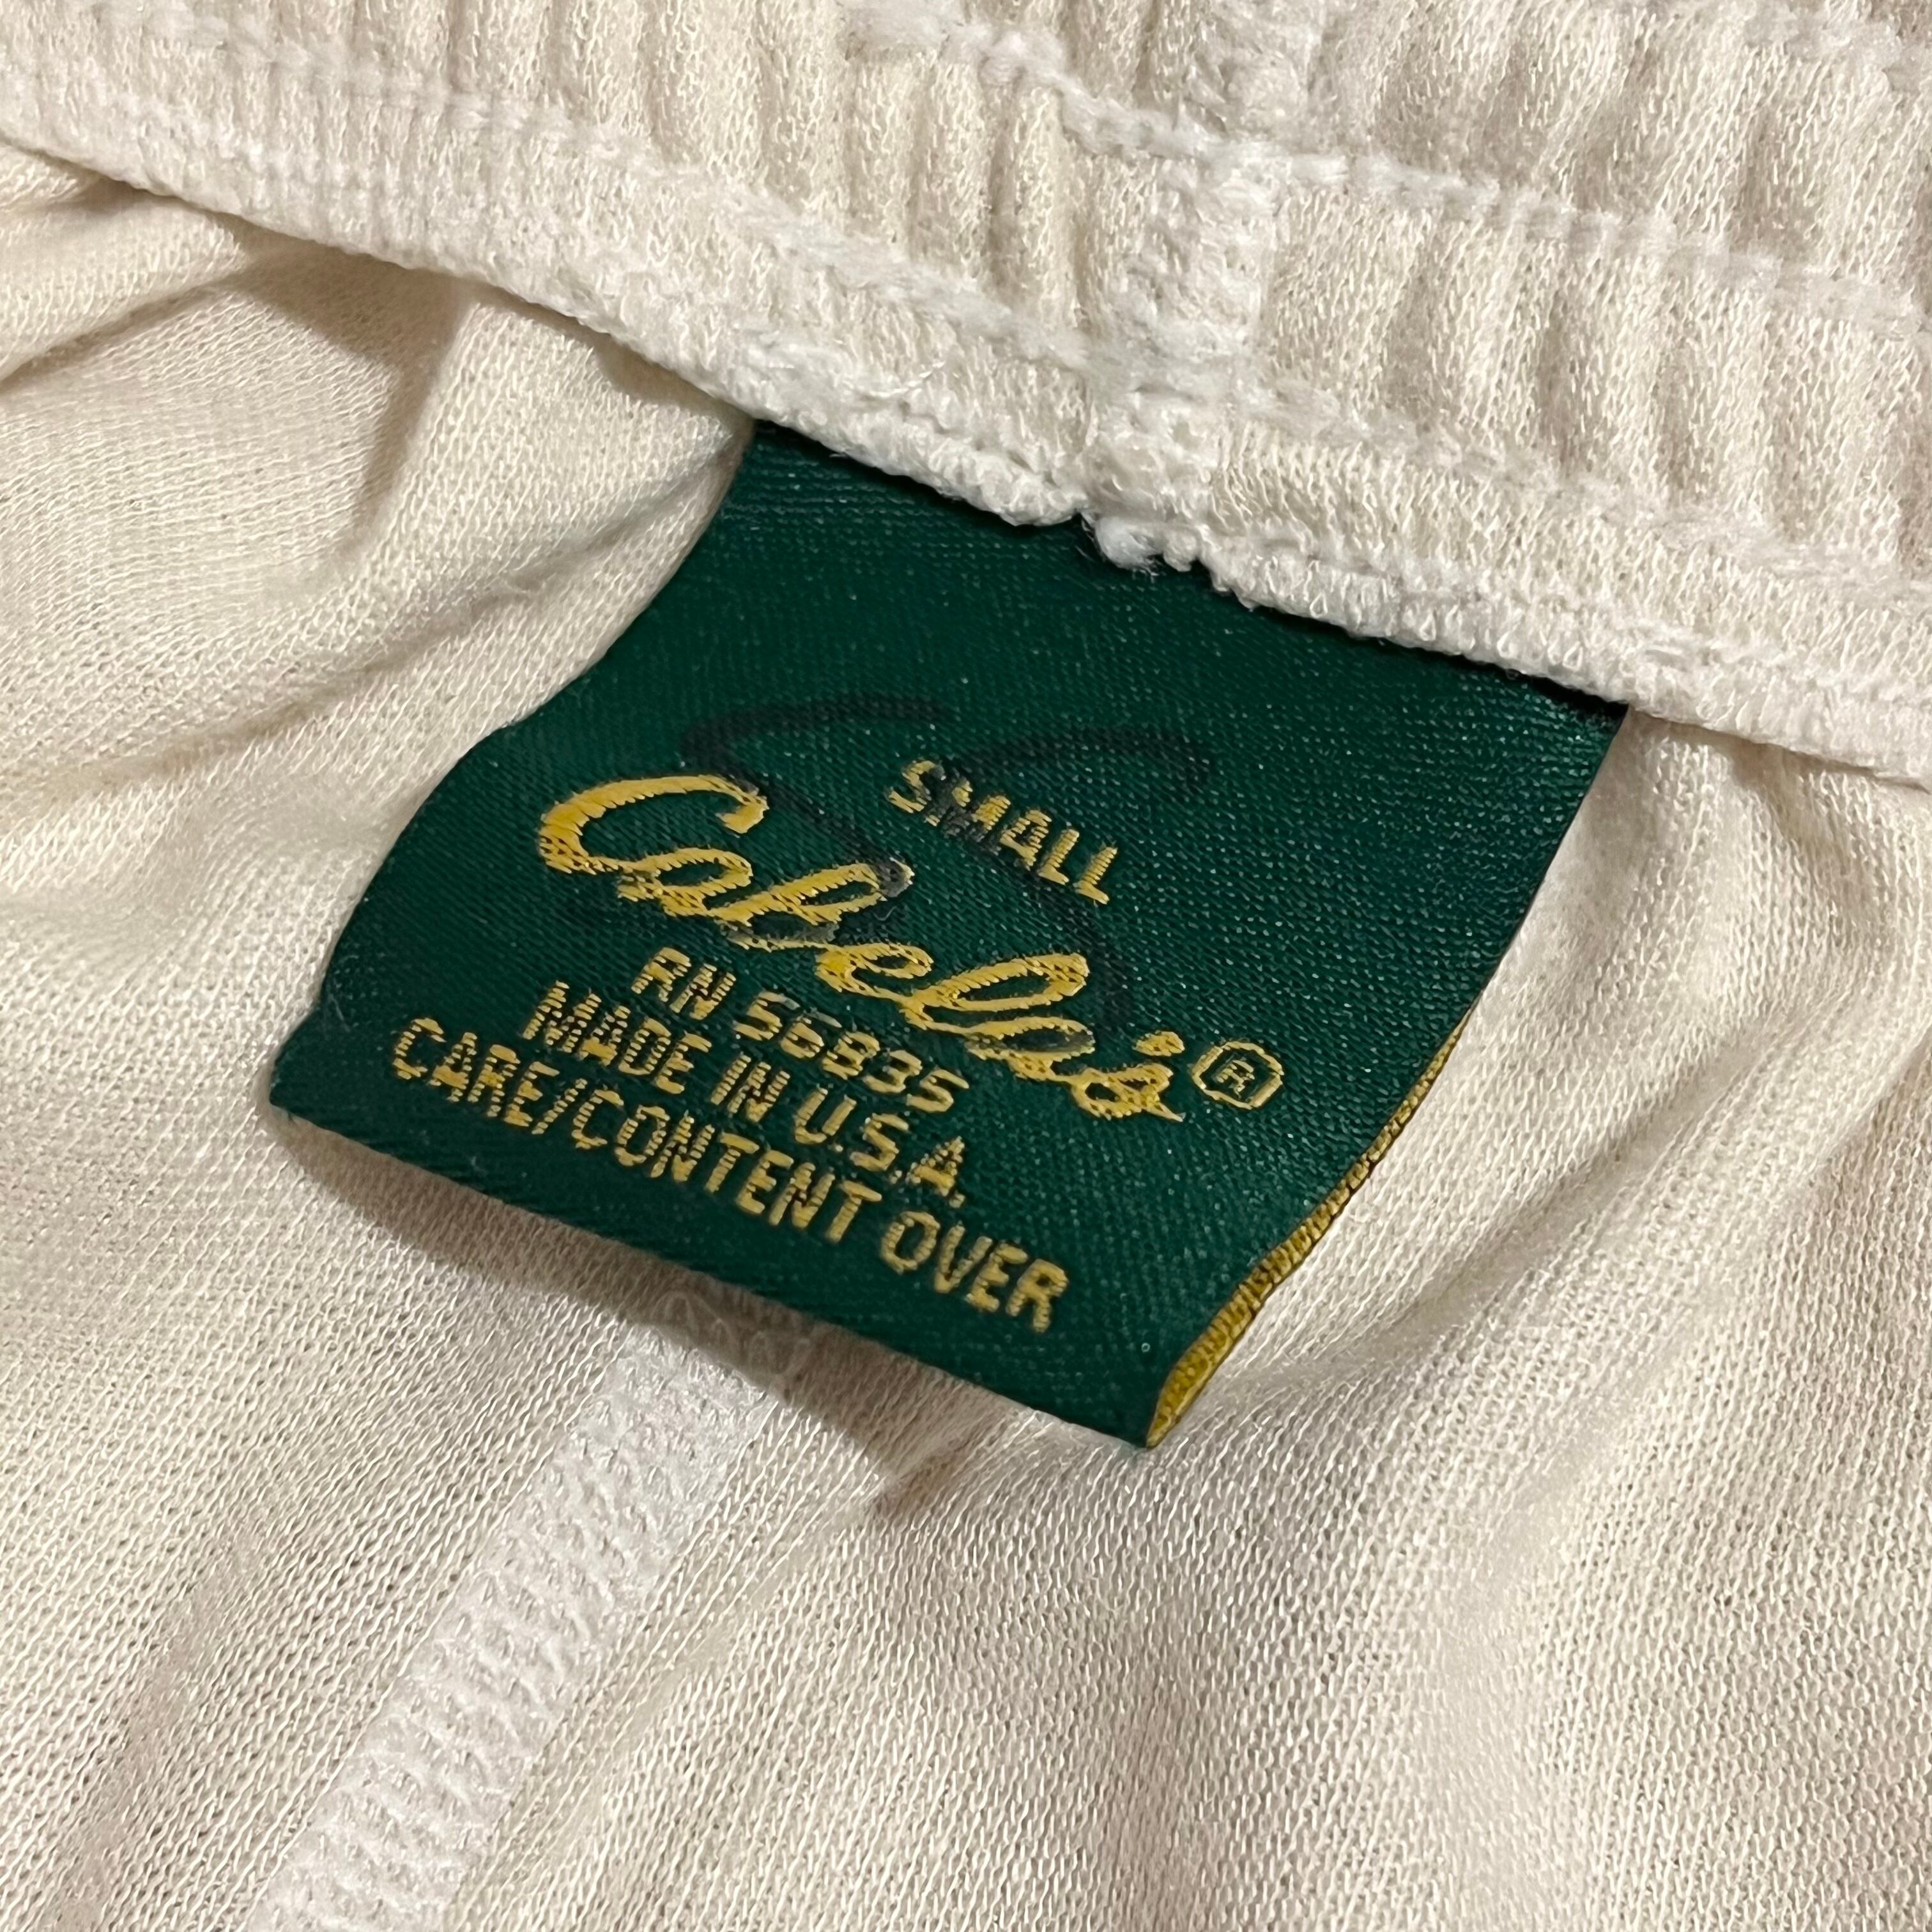 SMALL
Cabela's®
RN 56835
MADE IN U.S.A.
CARE/CONTENT OVER